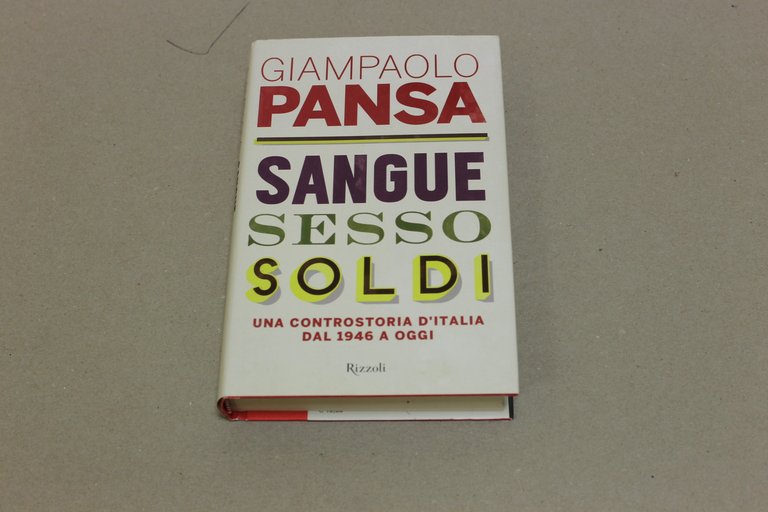 GIAMPAOLO
PANSA
SANGUE
SESSO
SOLDI
UNA CONTROSTORIA D'ITALIA
DAL 1946 A OGGI
Rizzoli